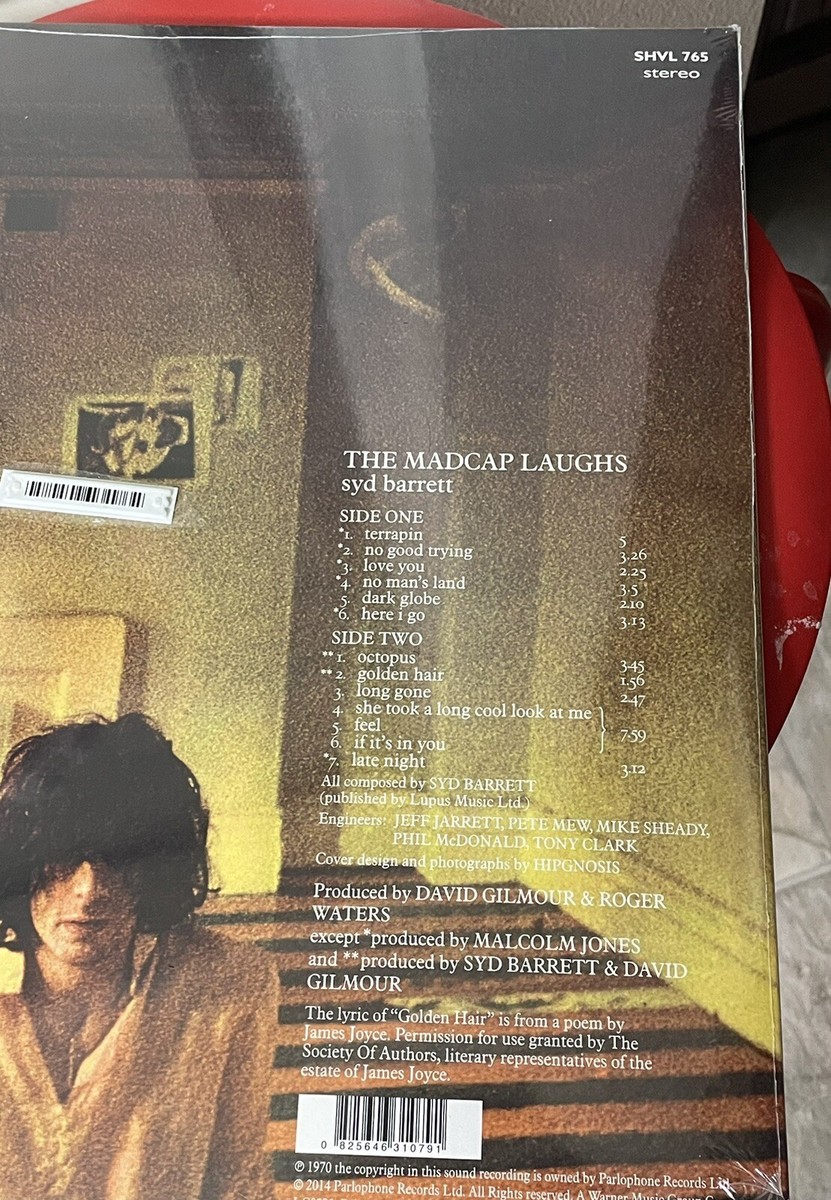 SHVL 765
stereo
THE MADCAP LAUGHS
syd barrett
SIDE ONE
*1. terrapin 5
*2. no good trying 3.26
*3. love you 2.25
*4. no man's land 3.5
5. dark globe 2.10
*6. here i go 3.13
SIDE TWO
**1. octopus 3.45
**2. golden hair 1.56
3. long gone 2.47
4. she took a long cool look at me
5. feel 7.59
6. if it's in you
*7. late night 3.12
All composed by SYD BARRETT
(published by Lupus Music Ltd.)
Engineers: JEFF JARRETT, PETE MEW, MIKE SHEADY,
PHIL McDONALD, TONY CLARK
Cover design and photographs by HIPGNOSIS
Produced by DAVID GILMOUR & ROGER
WATERS
except *produced by MALCOLM JONES
and **produced by SYD BARRETT & DAVID
GILMOUR
The lyric of “Golden Hair” is from a poem by
James Joyce. Permission for use granted by The
Society Of Authors, literary representatives of the
estate of James Joyce.
0 825646 310791
℗ 1970 the copyright in this sound recording is owned by Parlophone Records Ltd.
© 2014 Parlophone Records Ltd. All Rights reserved. A Warner Music Group